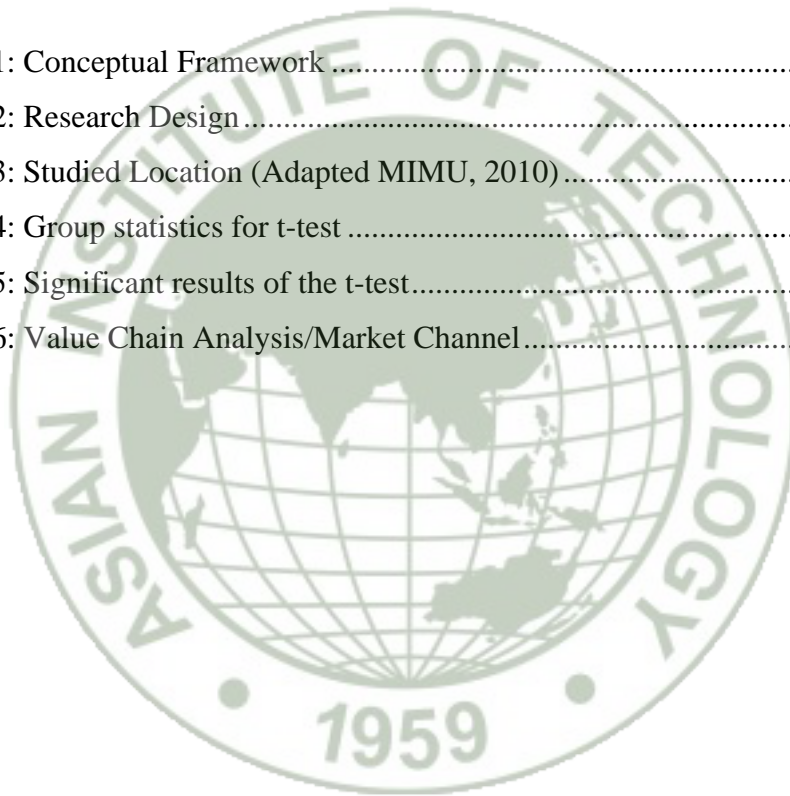 1: Conceptual Framework ...............................................................
2: Research Design ...............................................................
3: Studied Location (Adapted MIMU, 2010) ...............................................................
4: Group statistics for t-test ...............................................................
5: Significant results of the t-test ...............................................................
6: Value Chain Analysis/Market Channel ...............................................................
ASIAN INSTITUTE OF TECHNOLOGY
• 1959 •